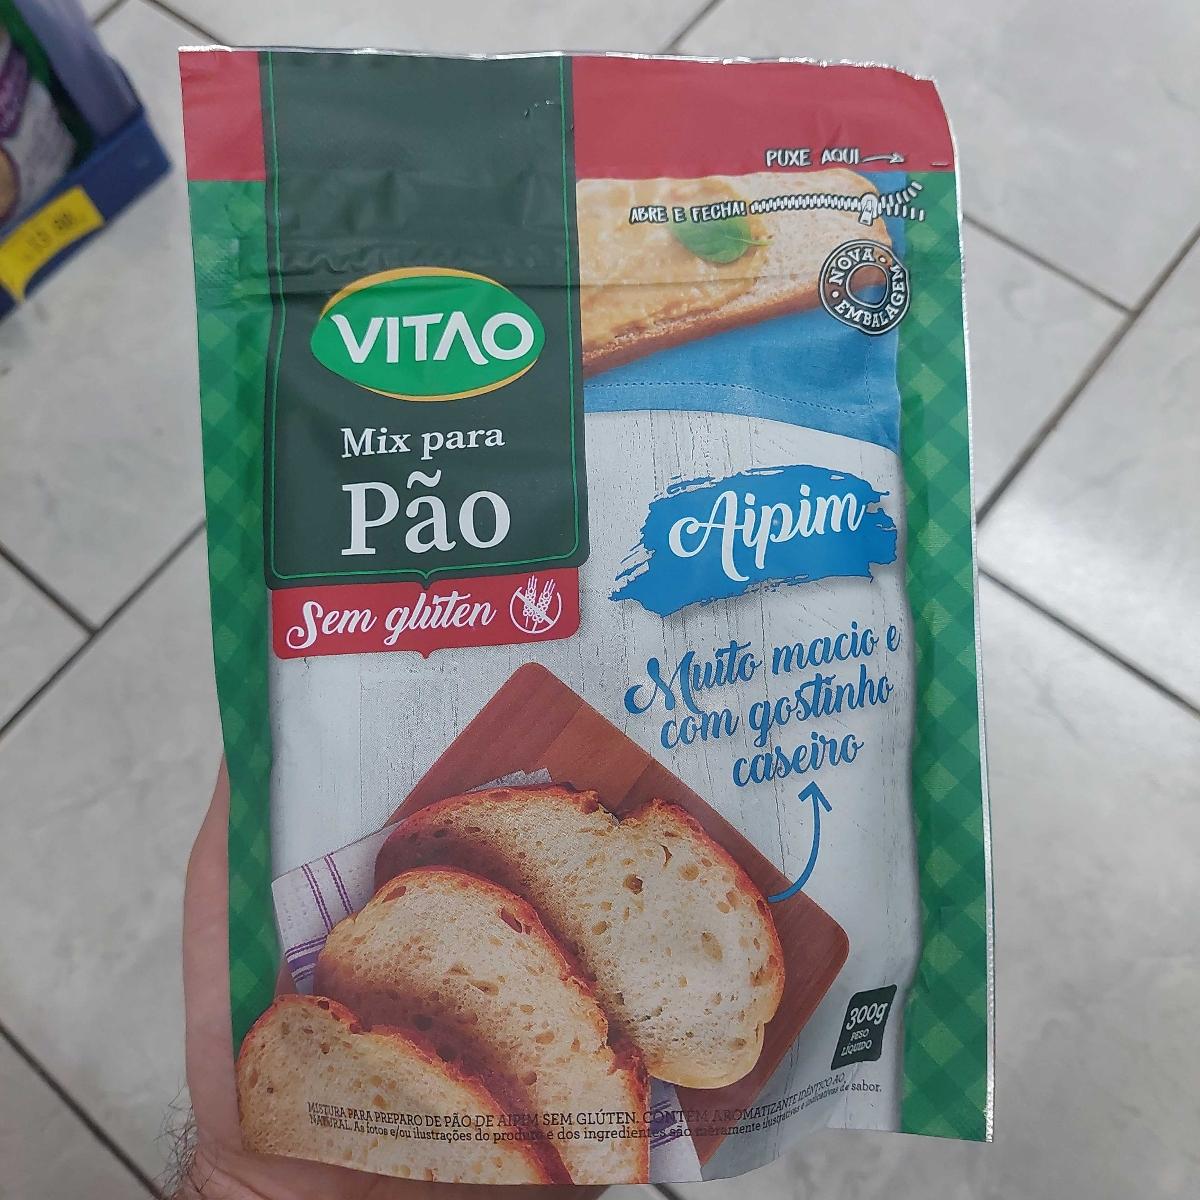 PUXE AQUI
ABRE E FECHA!
NOVA
EMBALAGEM
VITAO
Mix para
Pão
Sem glúten
Aipim
Muito macio e
com gostinho
caseiro
300g
PESO
LÍQUIDO
MISTURA PARA PREPARO DE PÃO DE AIPIM SEM GLÚTEN. CONTÉM AROMATIZANTE IDÊNTICO AO
NATURAL. As fotos e/ou ilustrações do produto e dos ingredientes são meramente ilustrativas e indicativas de sabor.